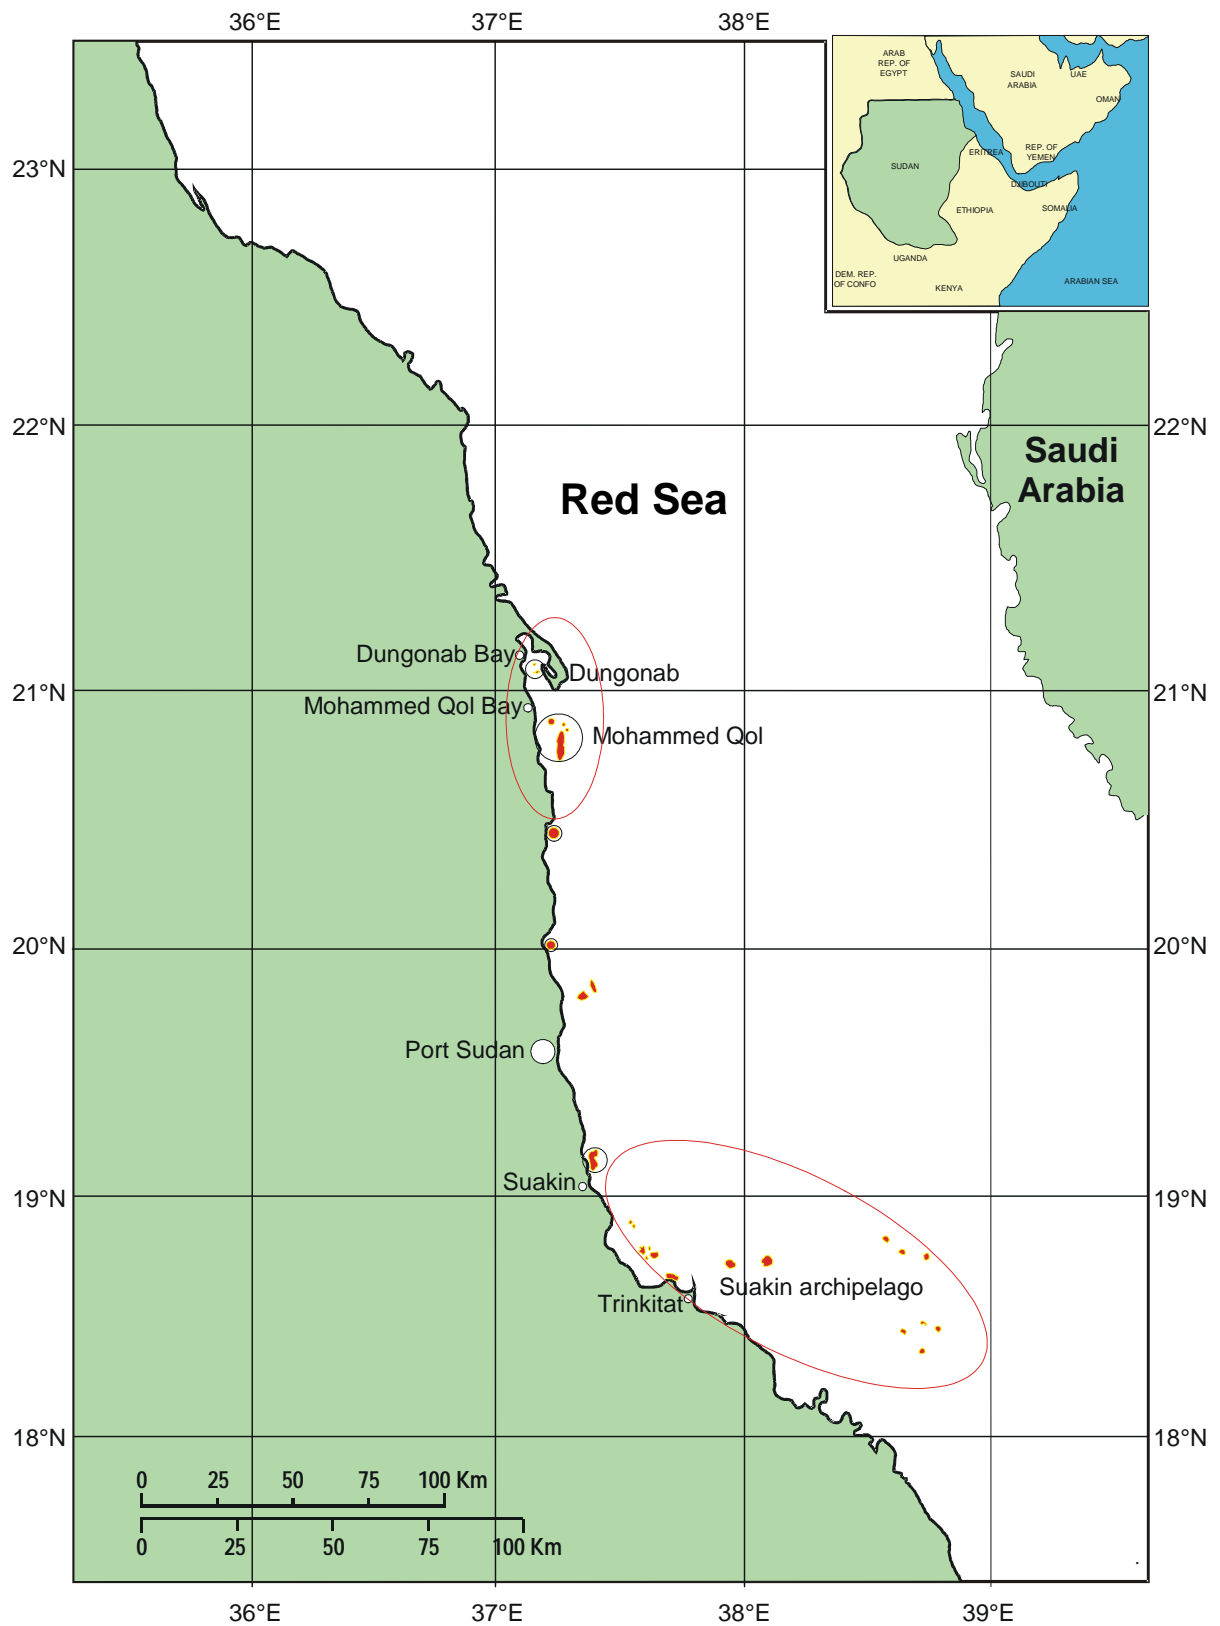 36°E 37°E 38°E
ARAB
REP. OF
EGYPT
SAUDI
ARABIA
UAE
OMAN
SUDAN
ERITREA
REP. OF
YEMEN
DJIBOUTI
ETHIOPIA
SOMALIA
UGANDA
DEM. REP.
OF CONFO
KENYA
ARABIAN SEA
23°N
22°N 22°N
Saudi
Arabia
Red Sea
Dungonab Bay
Dungonab
21°N 21°N
Mohammed Qol Bay
Mohammed Qol
20°N 20°N
Port Sudan
Suakin
19°N 19°N
Suakin archipelago
Trinkitat
18°N 18°N
0 25 50 75 100 Km
0 25 50 75 100 Km
36°E 37°E 38°E 39°E